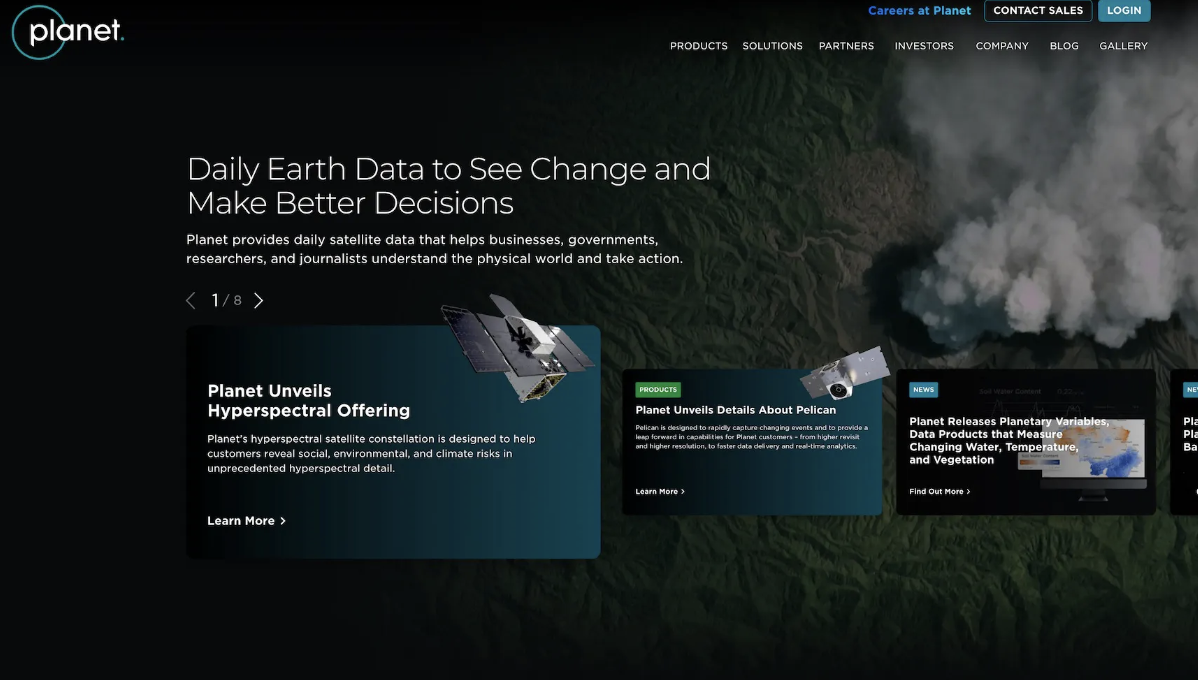 planet.
Careers at Planet
CONTACT SALES
LOGIN
PRODUCTS SOLUTIONS PARTNERS INVESTORS COMPANY BLOG GALLERY
Daily Earth Data to See Change and
Make Better Decisions
Planet provides daily satellite data that helps businesses, governments,
researchers, and journalists understand the physical world and take action.
1 / 8
Planet Unveils
Hyperspectral Offering
Planet's hyperspectral satellite constellation is designed to help
customers reveal social, environmental, and climate risks in
unprecedented hyperspectral detail.
Learn More
PRODUCTS
Planet Unveils Details About Pelican
Pelican is designed to rapidly capture changing events and to provide a
leap forward in capabilities for Planet customers – from higher revisit
and higher resolution, to faster data delivery and real-time analytics.
Learn More
NEWS
Soil Water Content
Planet Releases Planetary Variables,
Data Products that Measure
Changing Water, Temperature,
and Vegetation
Find Out More